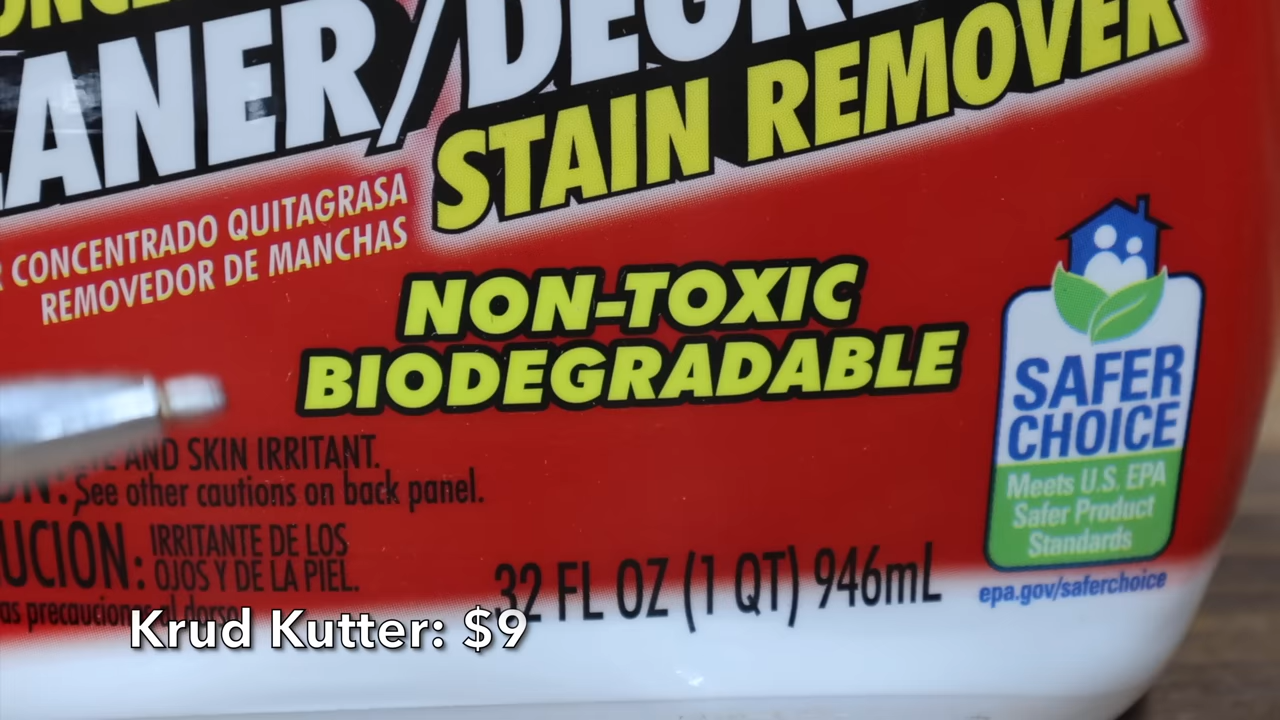 STAIN REMOVER
CONCENTRADO QUITAGRASA
REMOVEDOR DE MANCHAS
NON-TOXIC
BIODEGRADABLE
SAFER
CHOICE
Meets U.S. EPA
Safer Product
Standards
epa.gov/saferchoice
AND SKIN IRRITANT.
See other cautions on back panel.
IRRITANTE DE LOS
OJOS Y DE LA PIEL.
32 FL OZ (1 QT) 946mL
Krud Kutter: $9